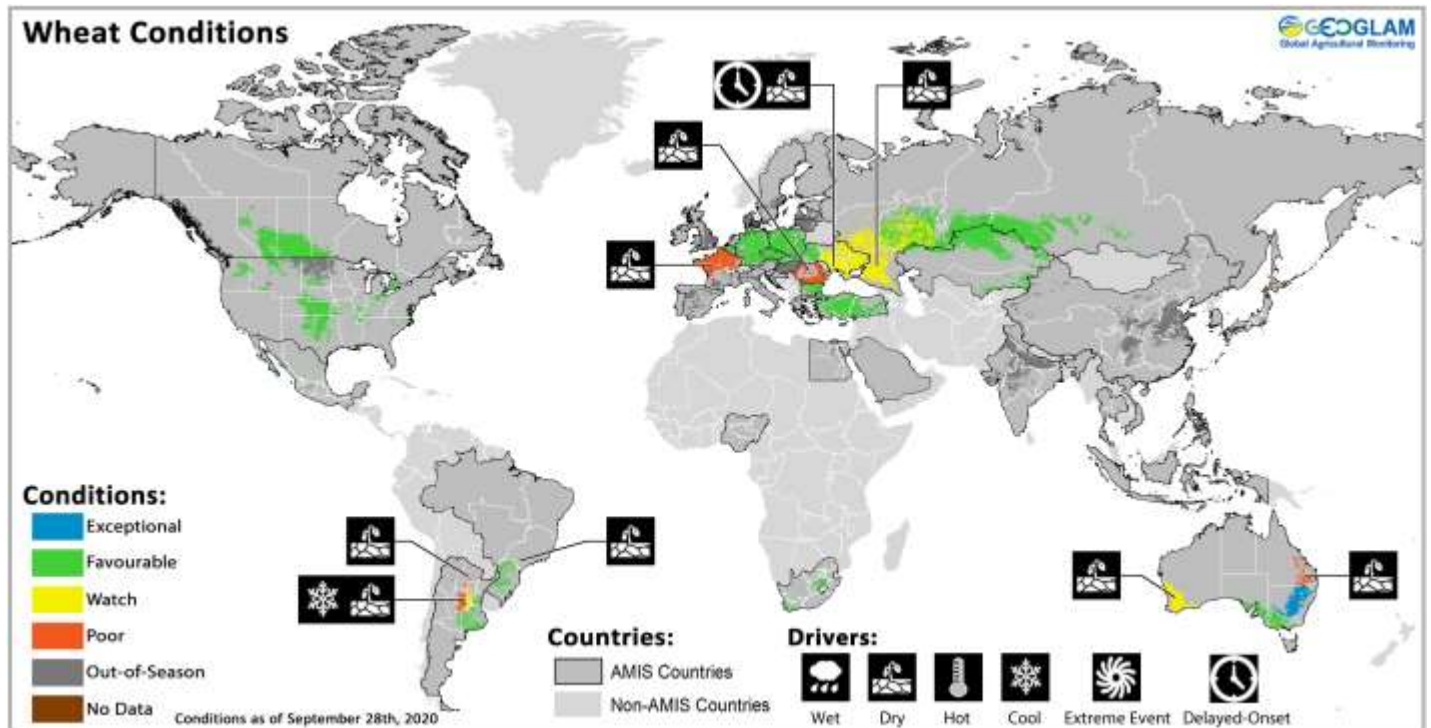 Wheat Conditions
GEOGLAM
Global Agricultural Monitoring
Conditions:
Exceptional
Favourable
Watch
Poor
Out-of-Season
No Data
Conditions as of September 28th, 2020
Countries:
AMIS Countries
Non-AMIS Countries
Drivers:
Wet
Dry
Hot
Cool
Extreme Event
Delayed-Onset